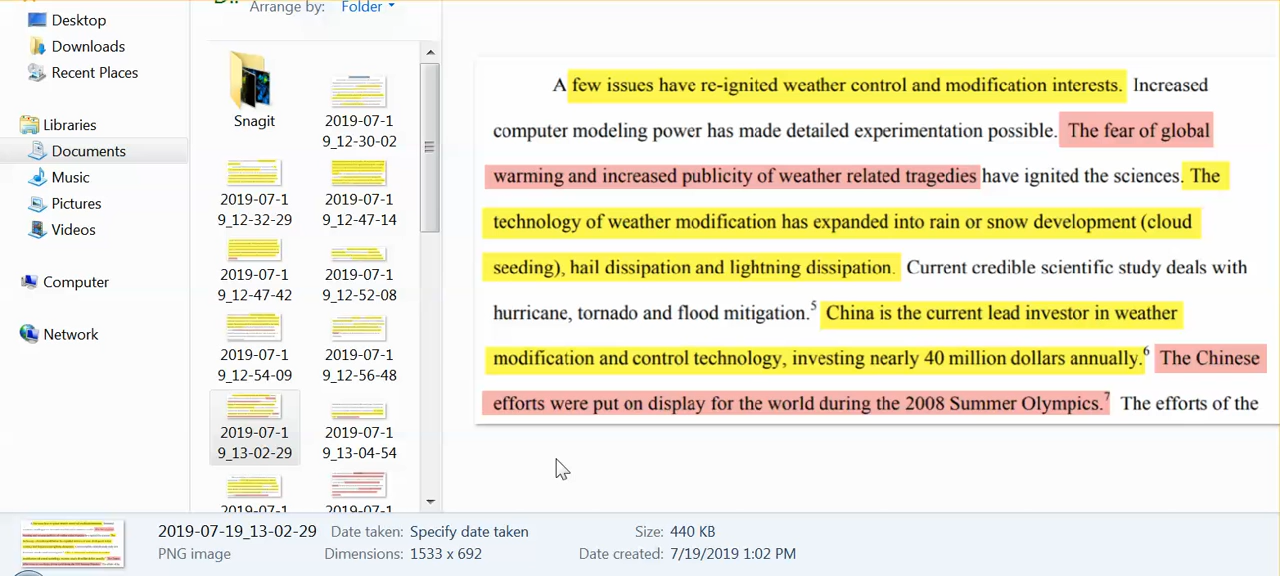 Arrange by: Folder
Desktop
Downloads
Recent Places
Libraries
Documents
Music
Pictures
Videos
Computer
Network
Snagit
2019-07-1
9_12-30-02
2019-07-1
9_12-32-29
2019-07-1
9_12-47-14
2019-07-1
9_12-47-42
2019-07-1
9_12-52-08
2019-07-1
9_12-54-09
2019-07-1
9_12-56-48
2019-07-1
9_13-02-29
2019-07-1
9_13-04-54
2019-07-1
2019-07-1
A few issues have re-ignited weather control and modification interests. Increased
computer modeling power has made detailed experimentation possible. The fear of global
warming and increased publicity of weather related tragedies have ignited the sciences. The
technology of weather modification has expanded into rain or snow development (cloud
seeding), hail dissipation and lightning dissipation. Current credible scientific study deals with
hurricane, tornado and flood mitigation.5 China is the current lead investor in weather
modification and control technology, investing nearly 40 million dollars annually.6 The Chinese
efforts were put on display for the world during the 2008 Summer Olympics.7 The efforts of the
2019-07-19_13-02-29 Date taken: Specify date taken Size: 440 KB
PNG image Dimensions: 1533 x 692 Date created: 7/19/2019 1:02 PM